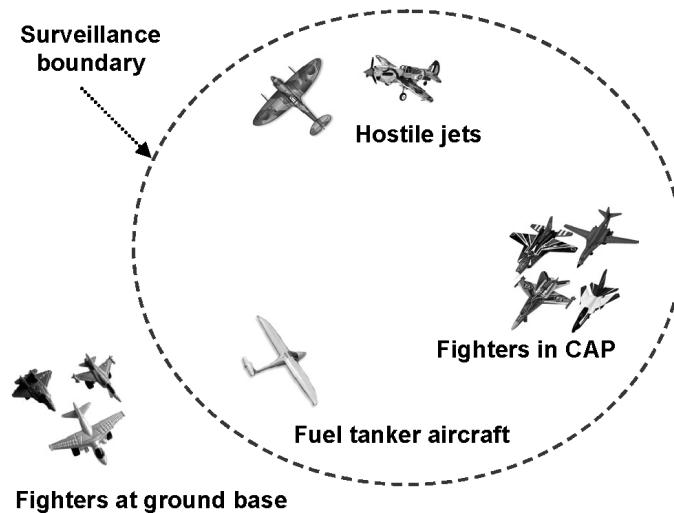 Surveillance
boundary
Hostile jets
Fighters in CAP
Fuel tanker aircraft
Fighters at ground base